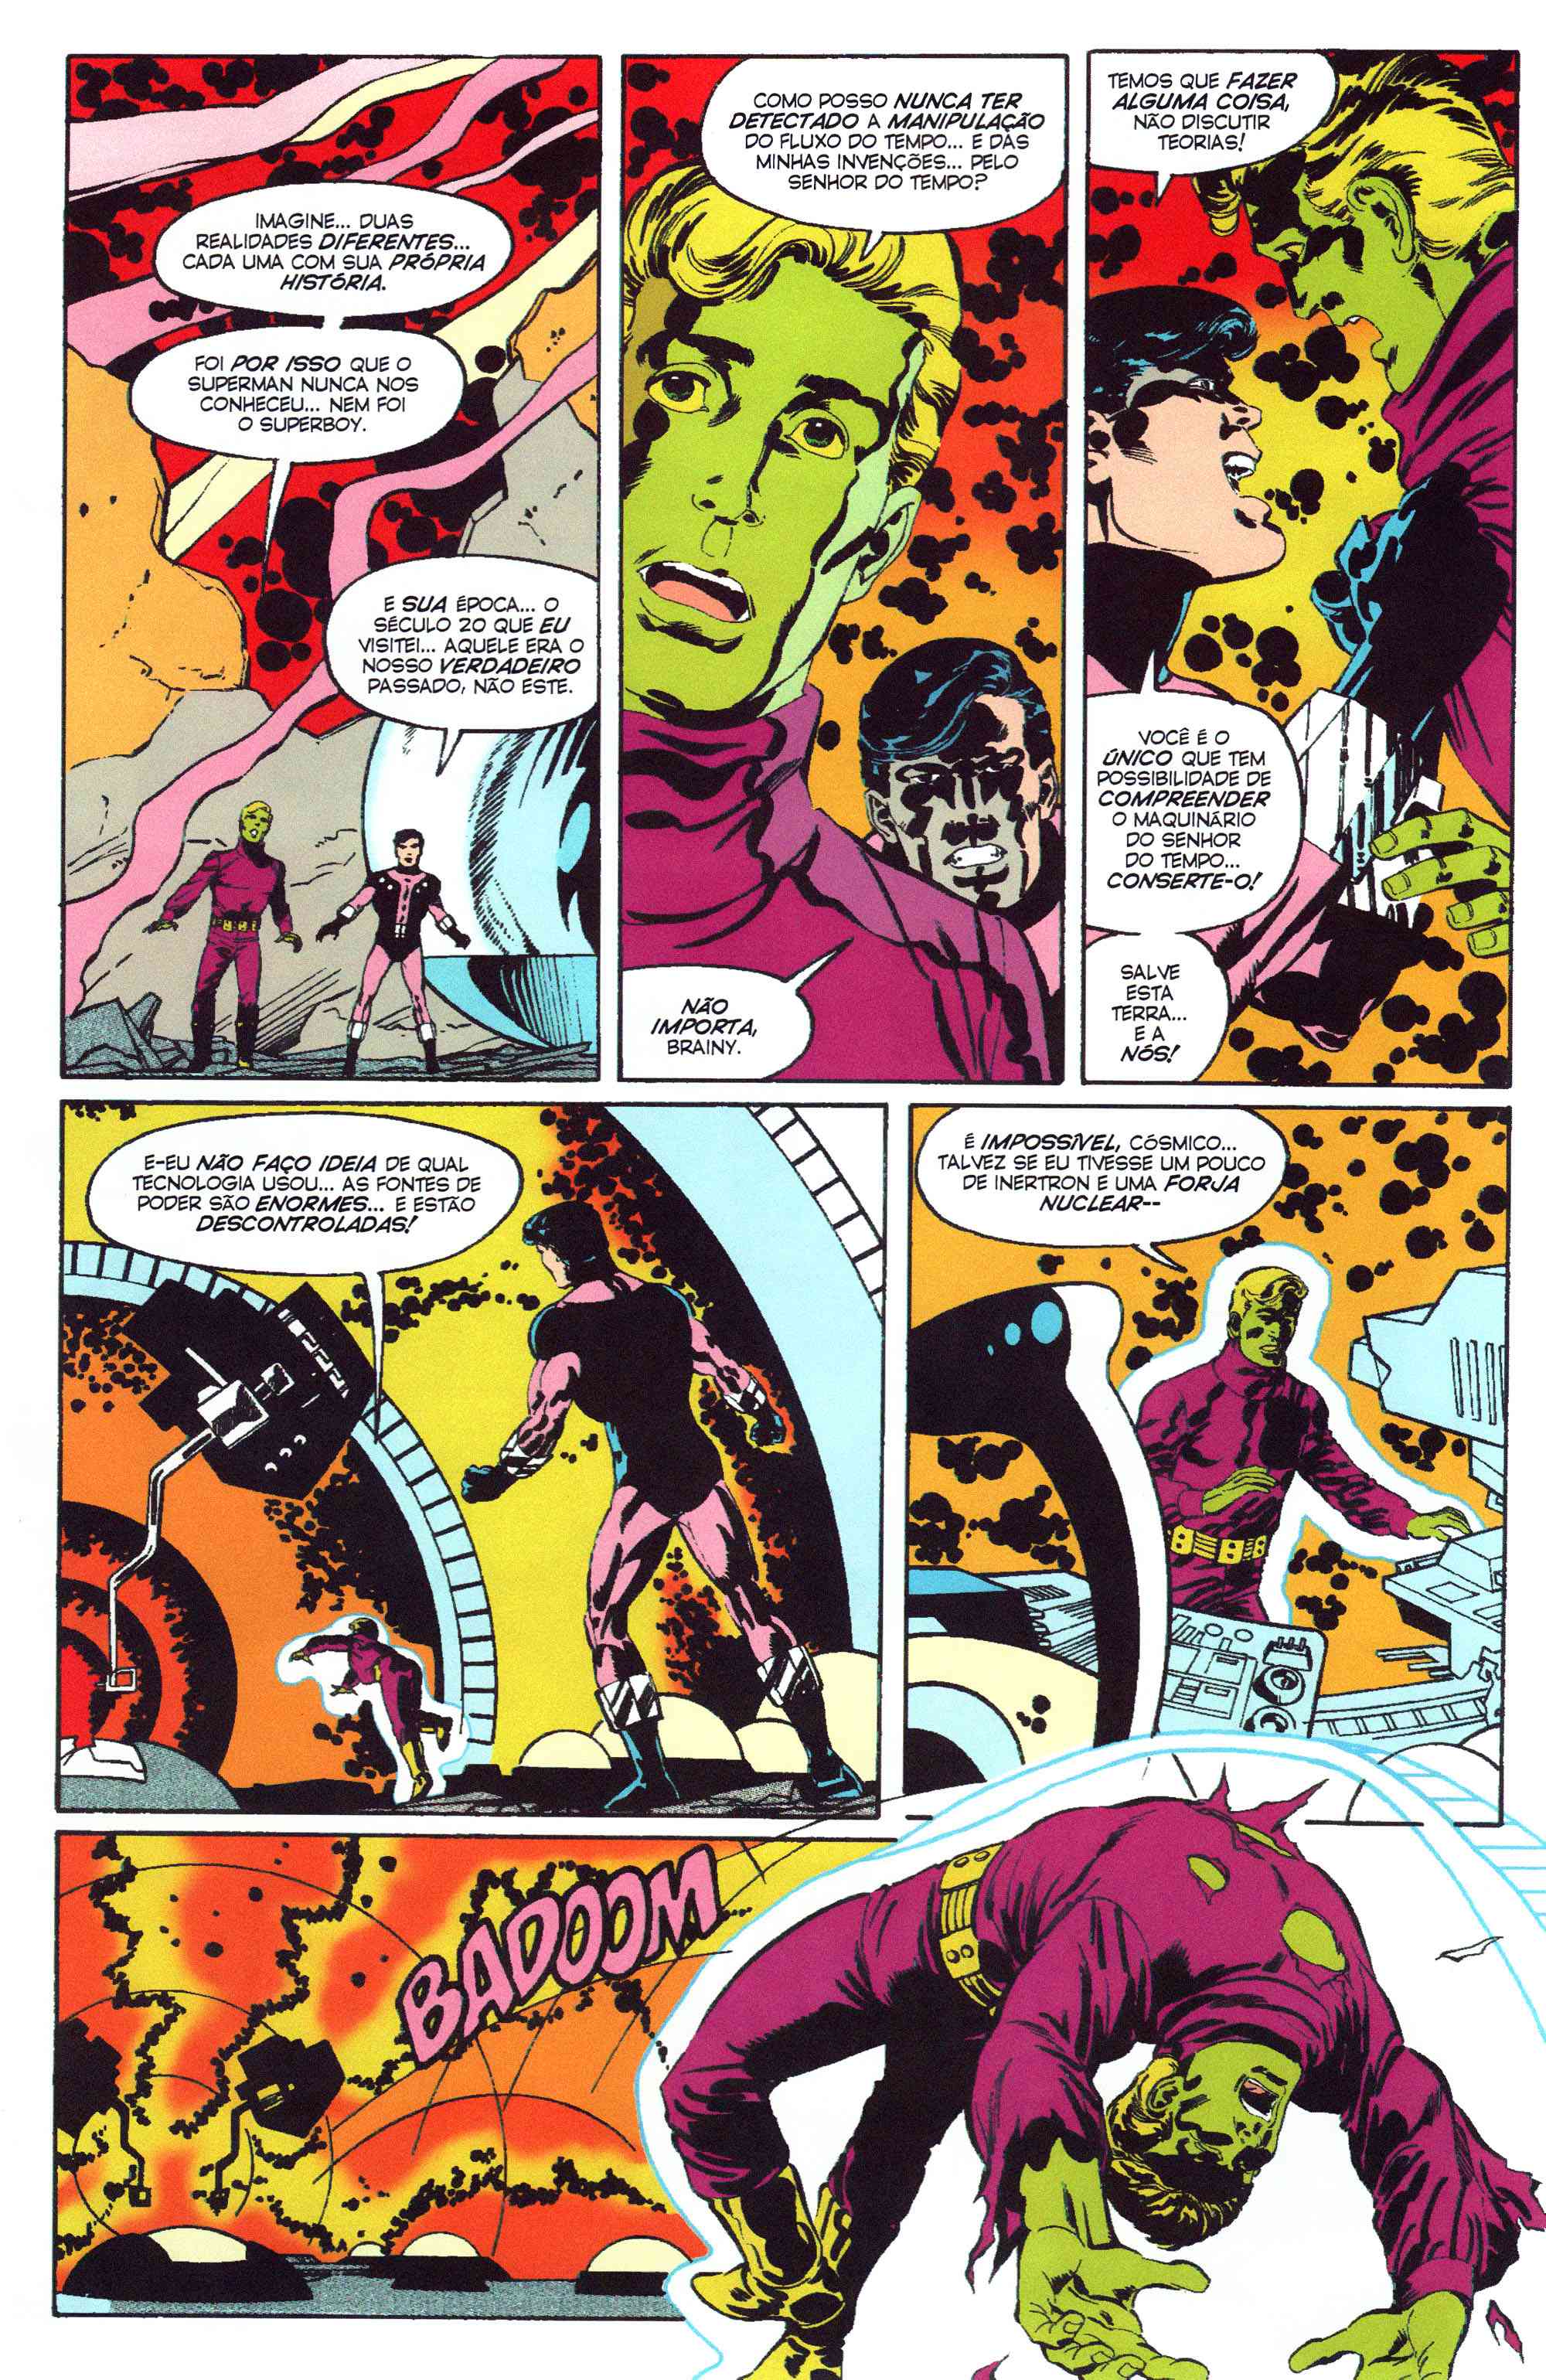 IMAGINE... DUAS
REALIDADES DIFERENTES...
CADA UMA COM SUA PRÓPRIA
HISTÓRIA.
FOI POR ISSO QUE O
SUPERMAN NUNCA NOS
CONHECEU... NEM FOI
O SUPERBOY.
E SUA ÉPOCA... O
SÉCULO 20 QUE EU
VISITEI... AQUELE ERA O
NOSSO VERDADEIRO
PASSADO, NÃO ESTE.
COMO POSSO NUNCA TER
DETECTADO A MANIPULAÇÃO
DO FLUXO DO TEMPO... E DAS
MINHAS INVENÇÕES... PELO
SENHOR DO TEMPO?
NÃO
IMPORTA,
BRAINY.
TEMOS QUE FAZER
ALGUMA COISA,
NÃO DISCUTIR
TEORIAS!
VOCÊ É O
ÚNICO QUE TEM
POSSIBILIDADE DE
COMPREENDER
O MAQUINÁRIO
DO SENHOR
DO TEMPO...
CONSERTE-O!
SALVE
ESTA
TERRA...
E A
NÓS!
E-EU NÃO FAÇO IDEIA DE QUAL
TECNOLOGIA USOU... AS FONTES DE
PODER SÃO ENORMES... E ESTÃO
DESCONTROLADAS!
É IMPOSSÍVEL, CÓSMICO...
TALVEZ SE EU TIVESSE UM POUCO
DE INERTRON E UMA FORJA
NUCLEAR--
BADOOM